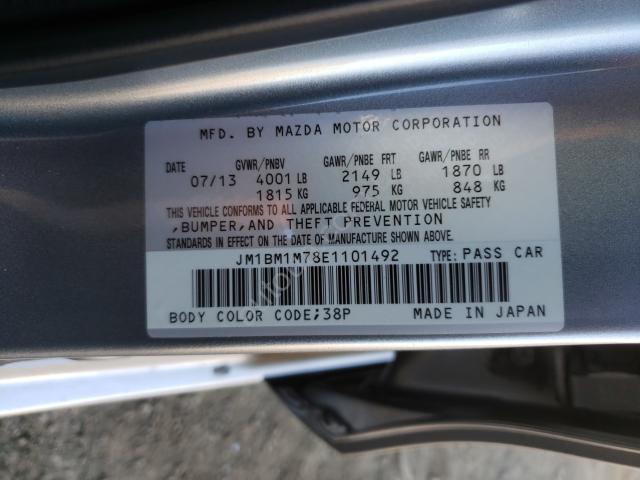 MFD. BY MAZDA MOTOR CORPORATION
DATE GVWR/PNBV GAWR/PNBE FRT GAWR/PNBE RR
07/13 4001 LB 2149 LB 1870 LB
1815 KG 975 KG 848 KG
THIS VEHICLE CONFORMS TO ALL APPLICABLE FEDERAL MOTOR VEHICLE SAFETY
,BUMPER,AND THEFT PREVENTION
STANDARDS IN EFFECT ON THE DATE OF MANUFACTURE SHOWN ABOVE.
JM1BM1M78E1101492 TYPE: PASS CAR
BODY COLOR CODE;38P MADE IN JAPAN